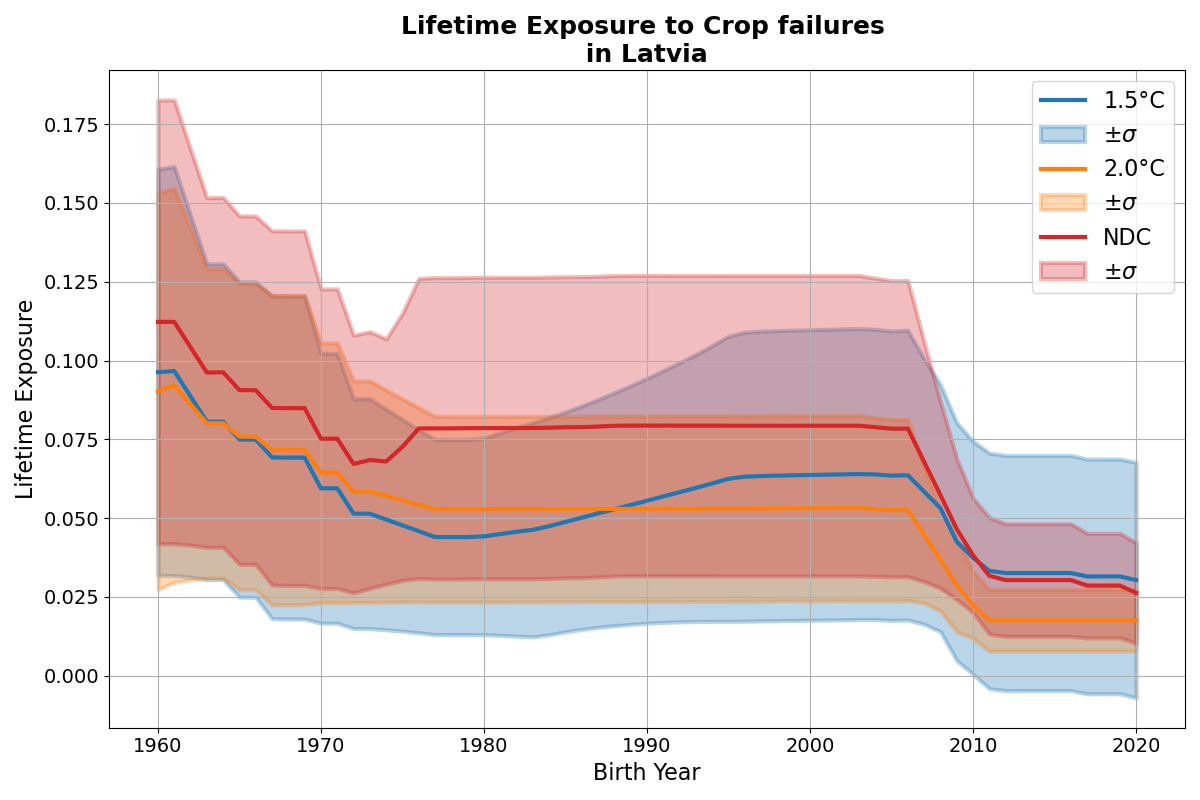 Lifetime Exposure to Crop failures
in Latvia
Lifetime Exposure
0.175
0.150
0.125
0.100
0.075
0.050
0.025
0.000
1.5°C
±σ
2.0°C
±σ
NDC
±σ
1960 1970 1980 1990 2000 2010 2020
Birth Year